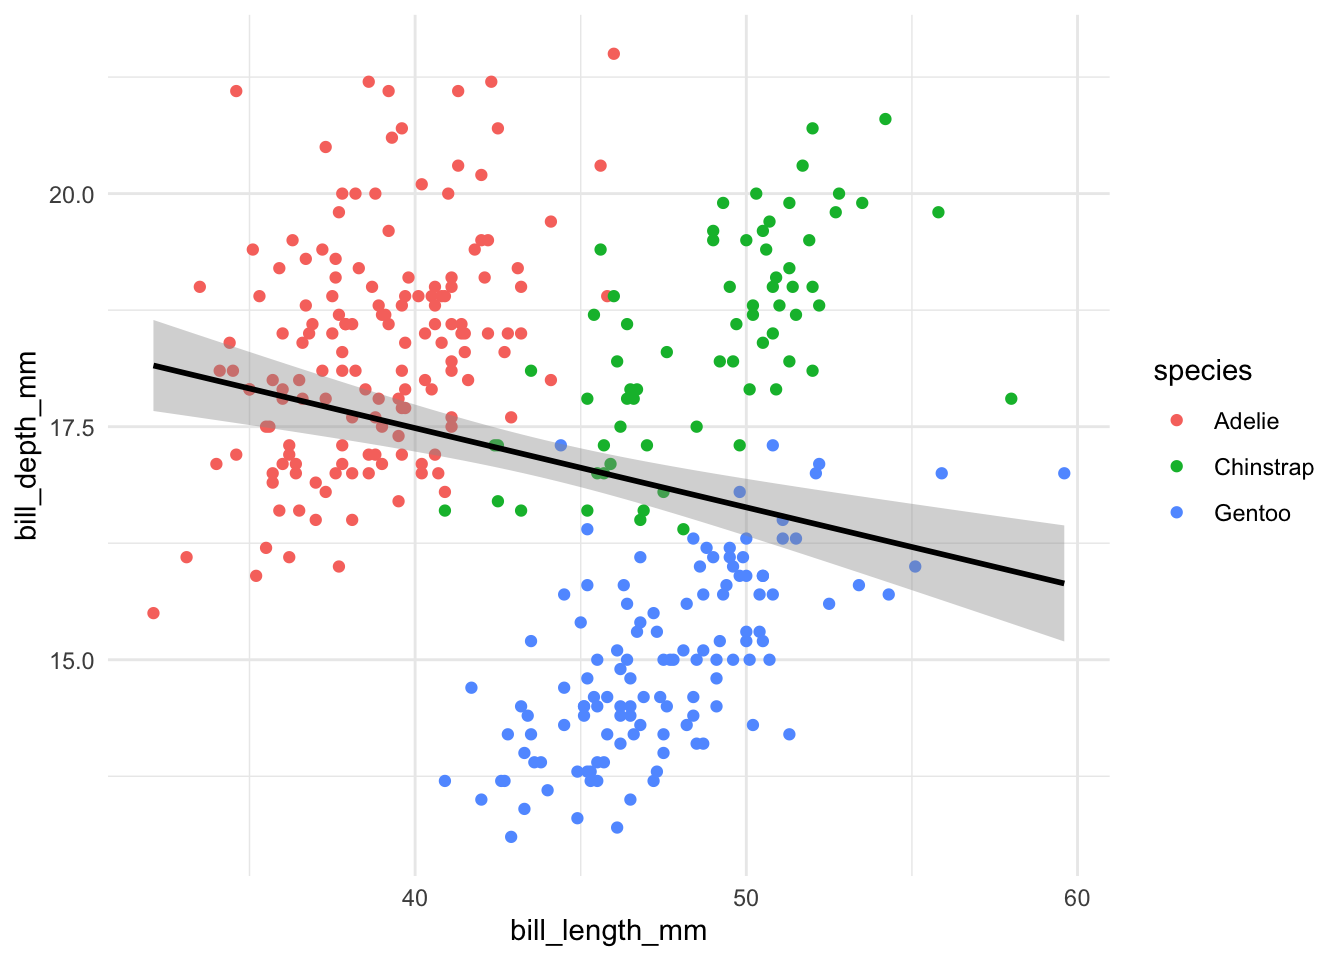 20.0
17.5
15.0
bill_depth_mm
40
50
60
bill_length_mm
species
Adelie
Chinstrap
Gentoo